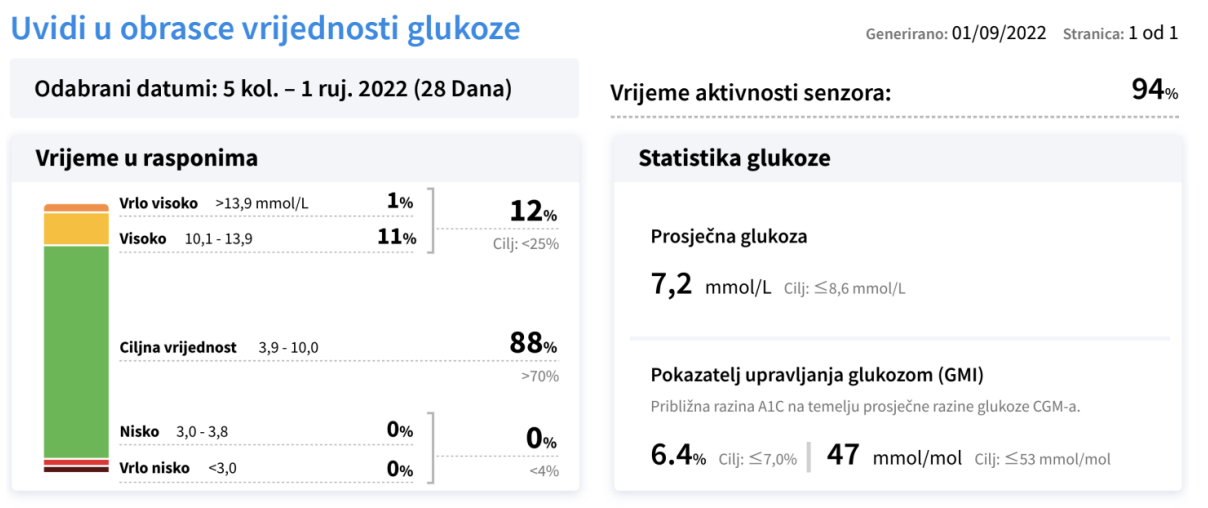 Uvidi u obrasce vrijednosti glukoze
Generirano: 01/09/2022 Stranica: 1 od 1
Odabrani datumi: 5 kol. – 1 ruj. 2022 (28 Dana)
Vrijeme aktivnosti senzora: 94%
Vrijeme u rasponima
Vrlo visoko >13,9 mmol/L 1%
Visoko 10,1 - 13,9 11%
12%
Cilj: <25%
Ciljna vrijednost 3,9 - 10,0 88%
>70%
Nisko 3,0 - 3,8 0%
Vrlo nisko <3,0 0%
0%
<4%
Statistika glukoze
Prosječna glukoza
7,2 mmol/L Cilj: ≤8,6 mmol/L
Pokazatelj upravljanja glukozom (GMI)
Približna razina A1C na temelju prosječne razine glukoze CGM-a.
6.4% Cilj: ≤7,0% | 47 mmol/mol Cilj: ≤53 mmol/mol